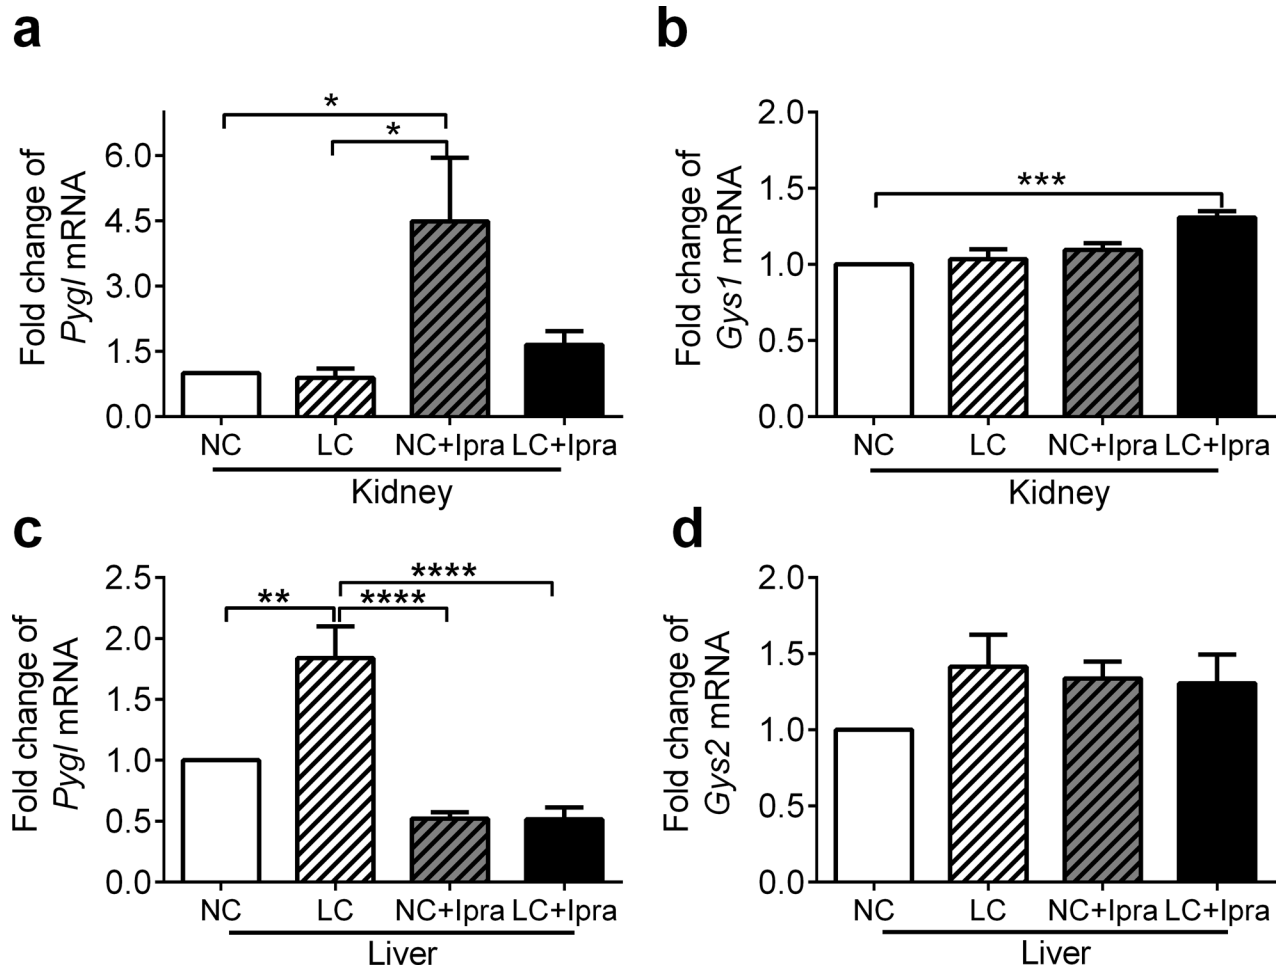 a
*
*
Fold change of
Pygl mRNA
6.0
4.5
3.0
1.5
0.0
NC LC NC+Ipra LC+Ipra
Kidney
b
***
Fold change of
Gys1 mRNA
2.0
1.5
1.0
0.5
0.0
NC LC NC+Ipra LC+Ipra
Kidney
c
****
** ****
Fold change of
Pygl mRNA
2.5
2.0
1.5
1.0
0.5
0.0
NC LC NC+Ipra LC+Ipra
Liver
d
Fold change of
Gys2 mRNA
2.0
1.5
1.0
0.5
0.0
NC LC NC+Ipra LC+Ipra
Liver